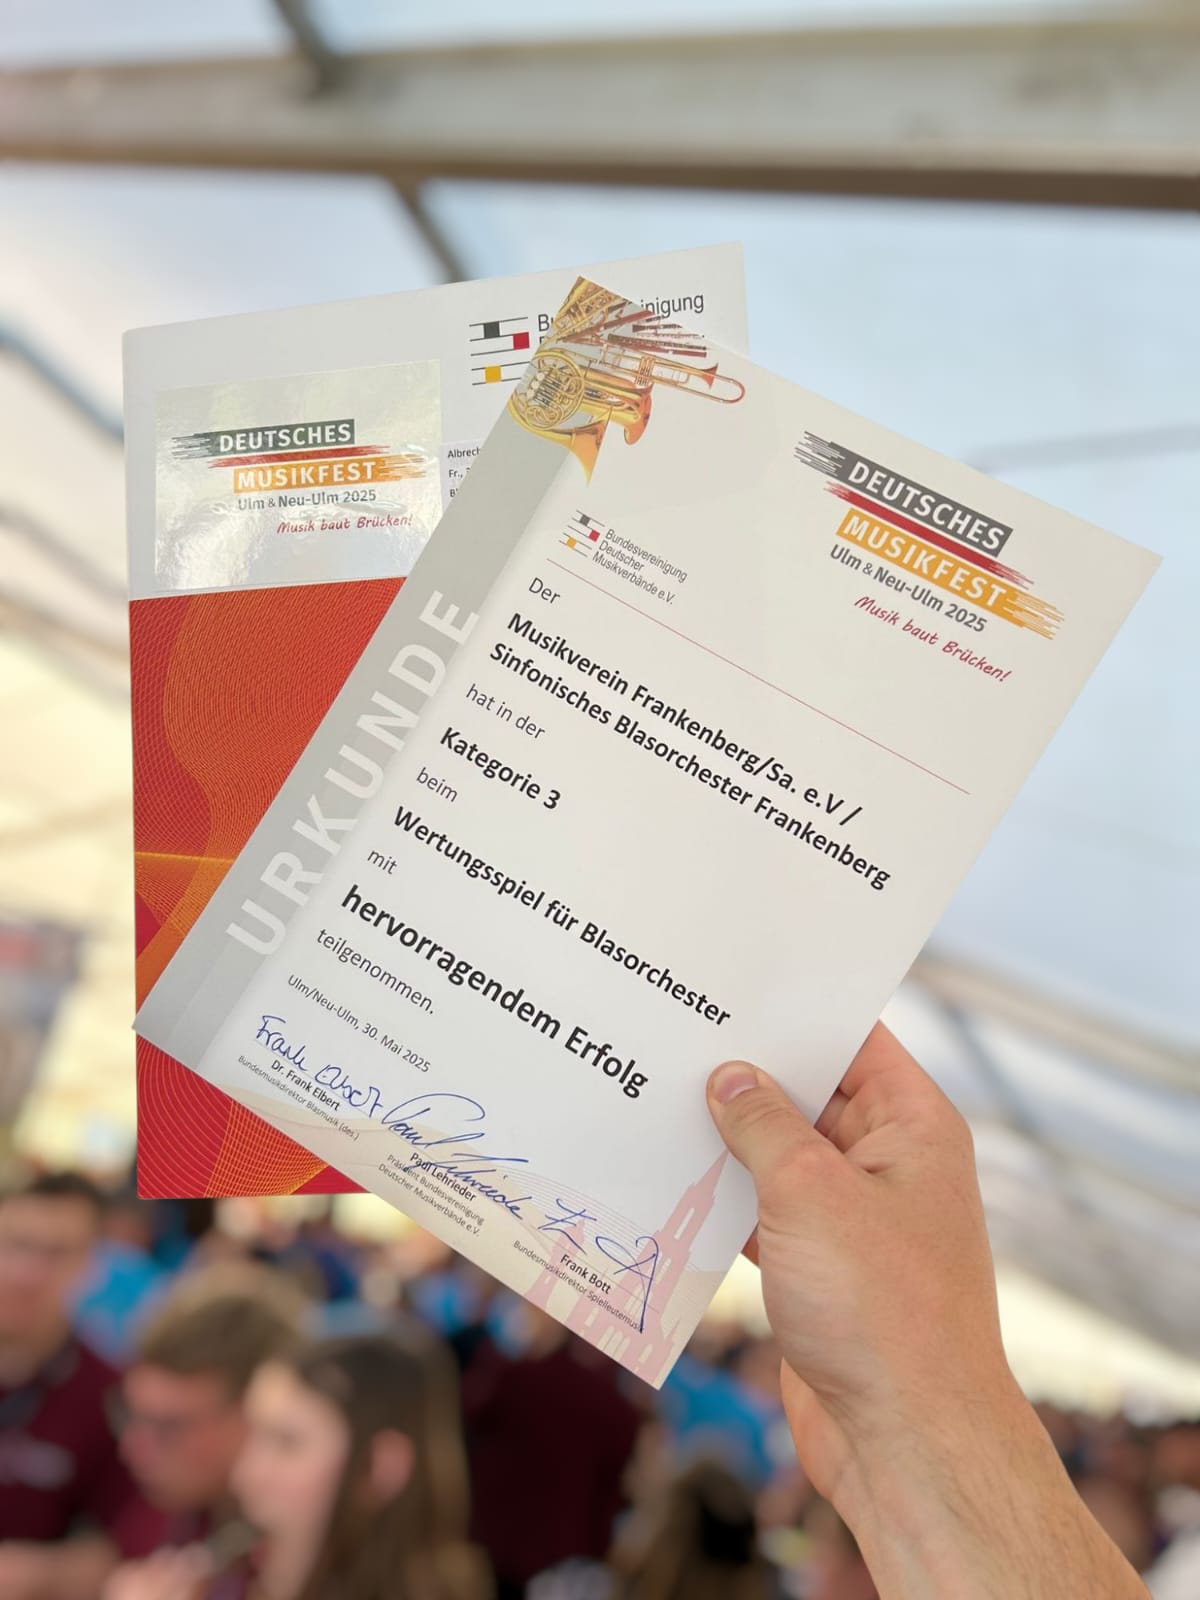 Bundesvereinigung
DEUTSCHES
MUSIKFEST
Ulm & Neu-Ulm 2025
Musik baut Brücken!
Fr.,
URKUNDE
DEUTSCHES
MUSIKFEST
Ulm & Neu-Ulm 2025
Musik baut Brücken!
Bundesvereinigung
Deutscher
Musikverbände e.V.
Der
Musikverein Frankenberg/Sa. e.V /
Sinfonisches Blasorchester Frankenberg
hat in der
Kategorie 3
beim
Wertungsspiel für Blasorchester
mit
hervorragendem Erfolg
teilgenommen.
Ulm/Neu-Ulm, 30. Mai 2025
Dr. Frank Elbert
Bundesmusikdirektor Blasmusik (des.)
Paul Lehrieder
Präsident Bundesvereinigung
Deutscher Musikverbände e.V.
Frank Bott
Bundesmusikdirektor Spielleutemusik